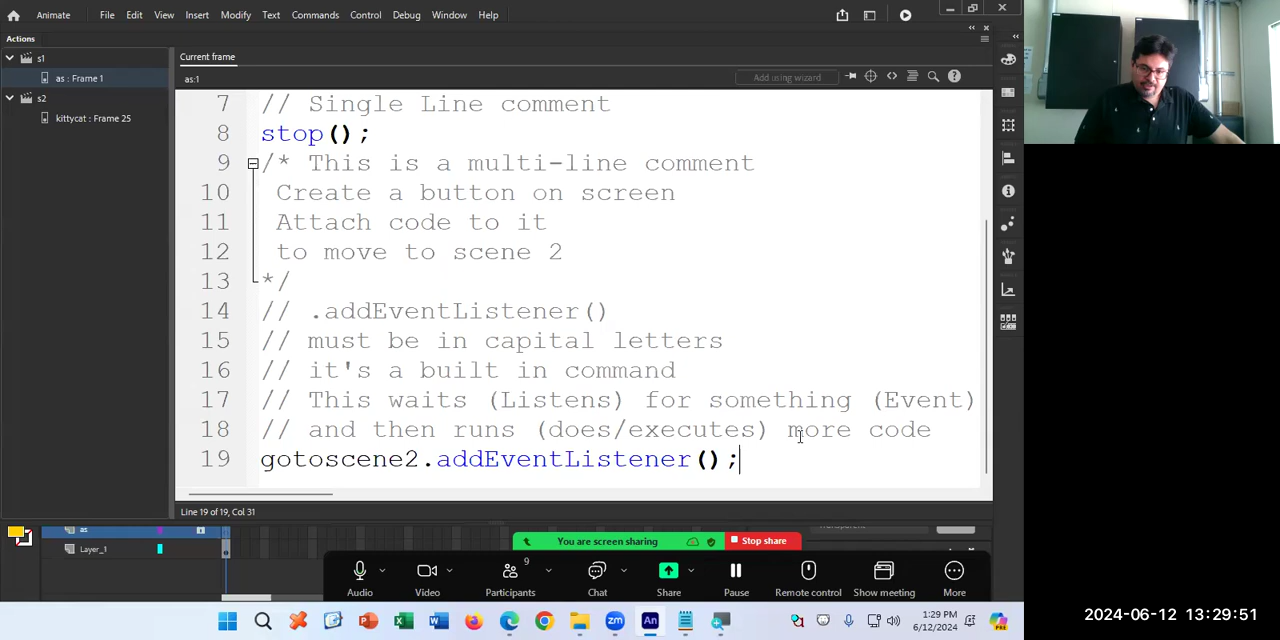 Animate File Edit View Insert Modify Text Commands Control Debug Window Help
Actions
s1
as : Frame 1
s2
kittycat : Frame 25
Current frame
as:1
Add using wizard
7 // Single Line comment
8 stop();
9 /* This is a multi-line comment
10 Create a button on screen
11 Attach code to it
12 to move to scene 2
13 */
14 // .addEventListener()
15 // must be in capital letters
16 // it's a built in command
17 // This waits (Listens) for something (Event)
18 // and then runs (does/executes) more code
19 gotoscene2.addEventListener();
Line 19 of 19, Col 31
as
Layer_1
You are screen sharing Stop share
9
Audio Video Participants Chat Share Pause Remote control Show meeting More
1:29 PM
6/12/2024
2024-06-12 13:29:51